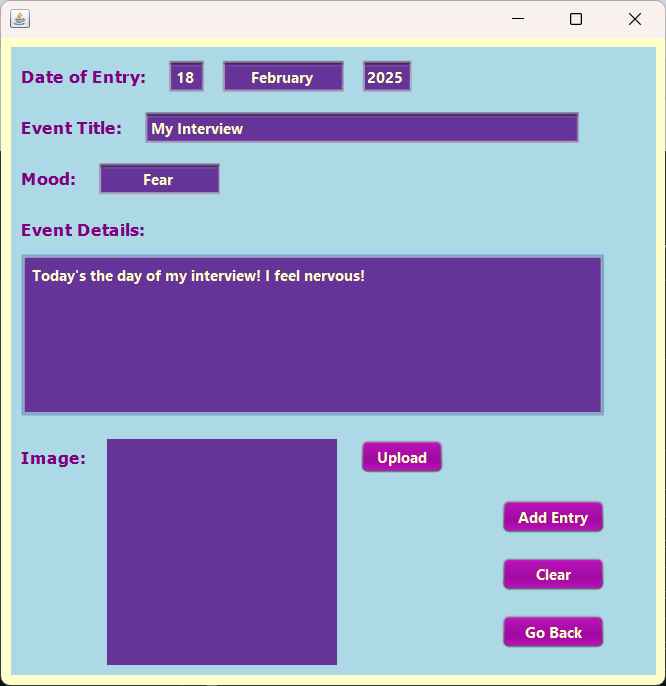 Date of Entry: 18 February 2025
Event Title: My Interview
Mood: Fear
Event Details:
Today's the day of my interview! I feel nervous!
Image:
Upload
Add Entry
Clear
Go Back